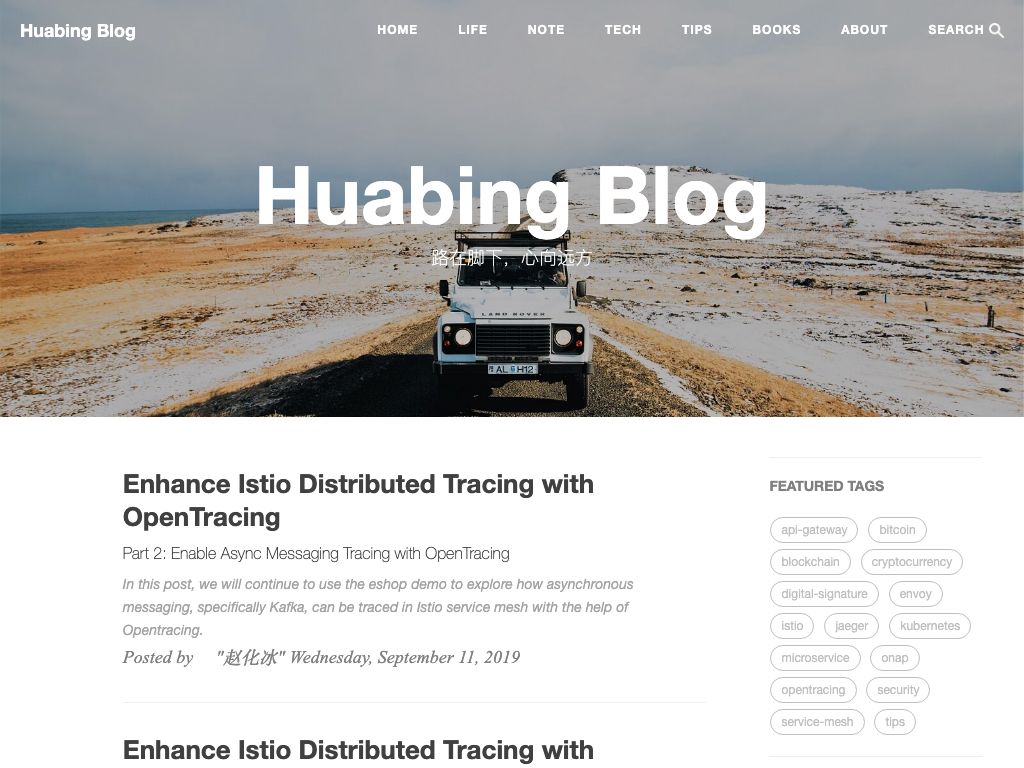 Huabing Blog
HOME LIFE NOTE TECH TIPS BOOKS ABOUT SEARCH
Huabing Blog
路在脚下，心向远方
LAND ROVER
Enhance Istio Distributed Tracing with
OpenTracing
Part 2: Enable Async Messaging Tracing with OpenTracing
In this post, we will continue to use the eshop demo to explore how asynchronous
messaging, specifically Kafka, can be traced in Istio service mesh with the help of
Opentracing.
Posted by "赵化冰" Wednesday, September 11, 2019
Enhance Istio Distributed Tracing with
FEATURED TAGS
api-gateway bitcoin
blockchain cryptocurrency
digital-signature envoy
istio jaeger kubernetes
microservice onap
opentracing security
service-mesh tips